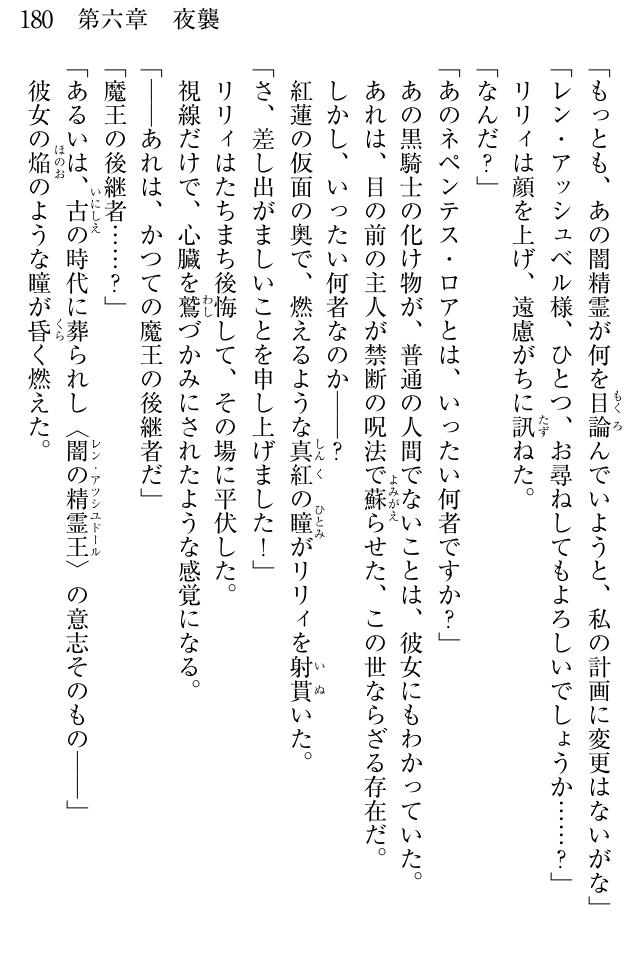 180　第六章　夜襲
「もっとも、あの闇精霊が何を目論んでいようと、私の計画に変更はないがな」
「レン・アッシュベル様、ひとつ、お尋ねしてもよろしいでしょうか……？」
リリィは顔を上げ、遠慮がちに訊ねた。
「なんだ？」
「あのネペンテス・ロアとは、いったい何者ですか？」
あの黒騎士の化け物が、普通の人間でないことは、彼女にもわかっていた。
あれは、目の前の主人が禁断の呪法で蘇らせた、この世ならざる存在だ。
しかし、いったい何者なのか――？
紅蓮の仮面の奥で、燃えるような真紅の瞳がリリィを射貫いた。
「さ、差し出がましいことを申し上げました！」
リリィはたちまち後悔して、その場に平伏した。
視線だけで、心臓を鷲づかみにされたような感覚になる。
「――あれは、かつての魔王の後継者だ」
「魔王の後継者……？」
「あるいは、古の時代に葬られし〈闇の精霊王〉の意志そのもの――」
彼女の焔のような瞳が昏く燃えた。